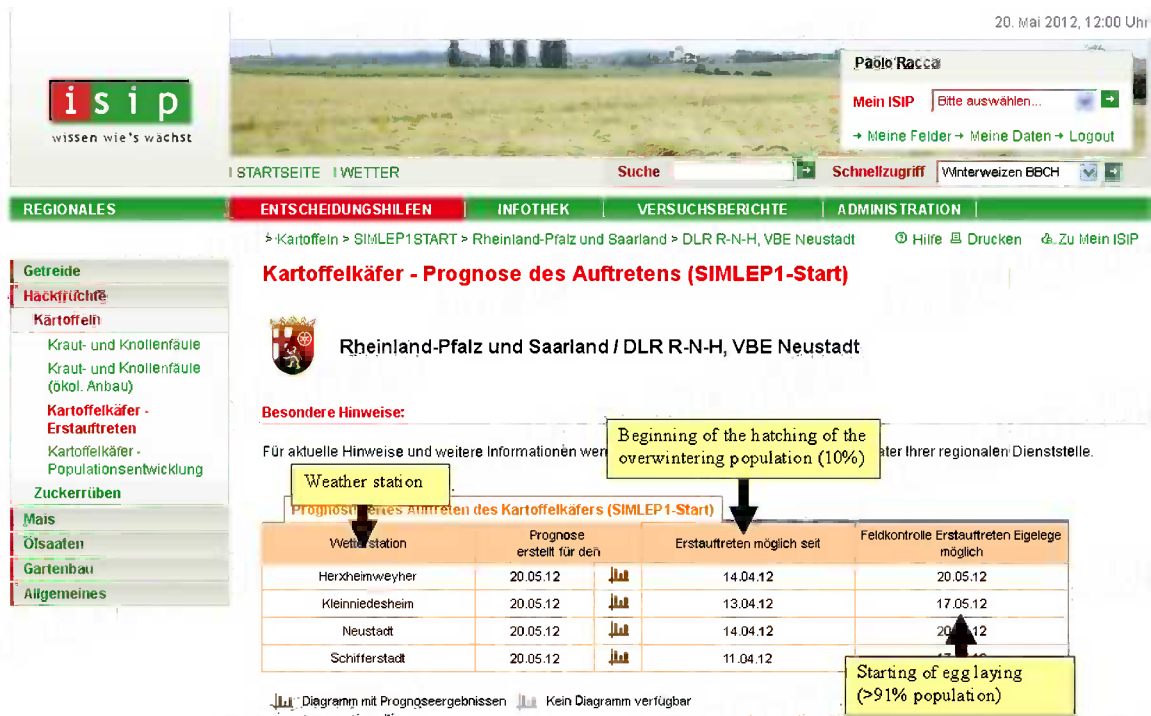 20. Mai 2012, 12:00 Uhr
Paolo Racca
isip
wissen wie's wächst
Mein ISIP Bitte auswählen...
→ Meine Felder → Meine Daten → Logout
STARTSEITE WETTER
Suche
Schnellzugriff Winterweizen BBCH
REGIONALES ENTSCHEIDUNGSHILFEN INFOTHEK VERSUCHSBERICHTE ADMINISTRATION
Kartoffeln > SIMLEP1START > Rheinland-Pfalz und Saarland > DLR R-N-H, VBE Neustadt
Hilfe Drucken Zu Mein ISIP
Getreide
Hackfrüchte
Kartoffeln
Kraut- und Knollenfäule
Kraut- und Knollenfäule
(ökol. Anbau)
Kartoffelkäfer -
Erstauftreten
Kartoffelkäfer -
Populationsentwicklung
Zuckerrüben
Mais
Ölsaaten
Gartenbau
Allgemeines
Kartoffelkäfer - Prognose des Auftretens (SIMLEP1-Start)
Rheinland-Pfalz und Saarland / DLR R-N-H, VBE Neustadt
Besondere Hinweise:
Für aktuelle Hinweise und weitere Informationen
Ihrer regionalen Dienststelle.
Beginning of the hatching of the
overwintering population (10%)
Weather station
Auftreten des Kartoffelkäfers (SIMLEP1-Start)
Wetterstation
Prognose
erstellt für den
Erstauftreten möglich seit
Feldkontrolle Erstauftreten Eigelege
möglich
Herxheimweyher 20.05.12 14.04.12 20.05.12
Kleinniedesheim 20.05.12 13.04.12 17.05.12
Neustadt 20.05.12 14.04.12
Schifferstadt 20.05.12 11.04.12
Starting of egg laying
(>91% population)
Diagramm mit Prognoseergebnissen Kein Diagramm verfügbar